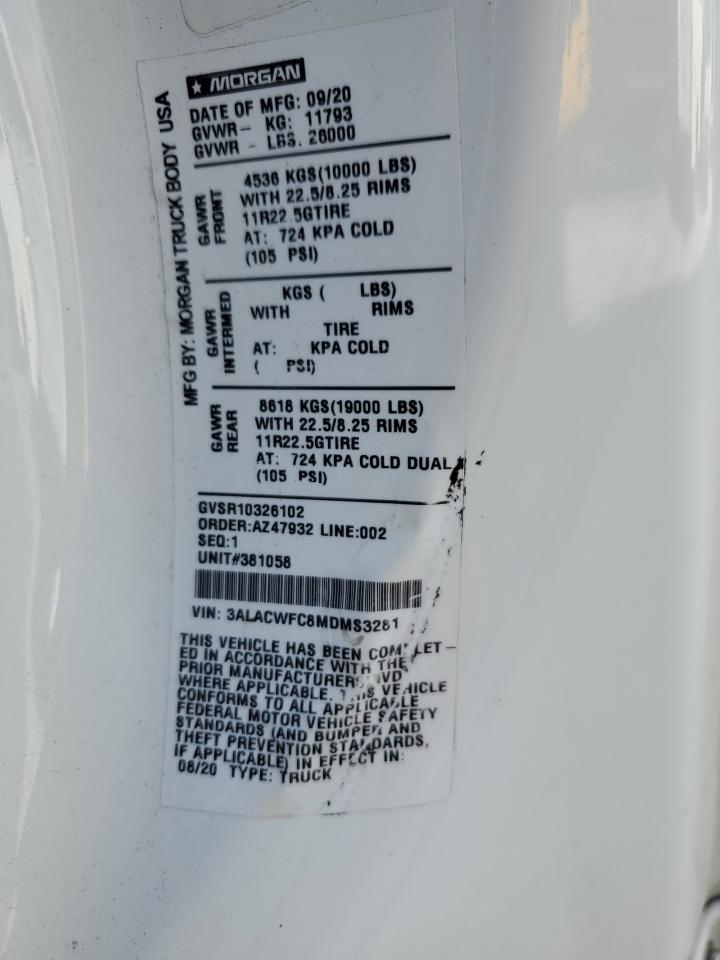 ★ MORGAN
MFG BY: MORGAN TRUCK BODY USA
DATE OF MFG: 09/20
GVWR- KG: 11793
GVWR - LBS. 26000
GAWR FRONT
4536 KGS(10000 LBS)
WITH 22.5/8.25 RIMS
11R22.5GTIRE
AT: 724 KPA COLD
(105 PSI)
GAWR INTERMED
KGS ( LBS)
WITH RIMS
TIRE
AT: KPA COLD
( PSI)
GAWR REAR
8618 KGS(19000 LBS)
WITH 22.5/8.25 RIMS
11R22.5GTIRE
AT: 724 KPA COLD DUAL
(105 PSI)
GVSR10326102
ORDER:AZ47932 LINE:002
SEQ:1
UNIT#381058
VIN: 3ALACWFC8MDMS3281
THIS VEHICLE HAS BEEN COMPLET-
ED IN ACCORDANCE WITH THE
PRIOR MANUFACTURERS IVD
WHERE APPLICABLE. THIS VEHICLE
CONFORMS TO ALL APPLICABLE
FEDERAL MOTOR VEHICLE SAFETY
STANDARDS (AND BUMPER AND
THEFT PREVENTION STANDARDS,
IF APPLICABLE) IN EFFECT IN:
08/20 TYPE: TRUCK